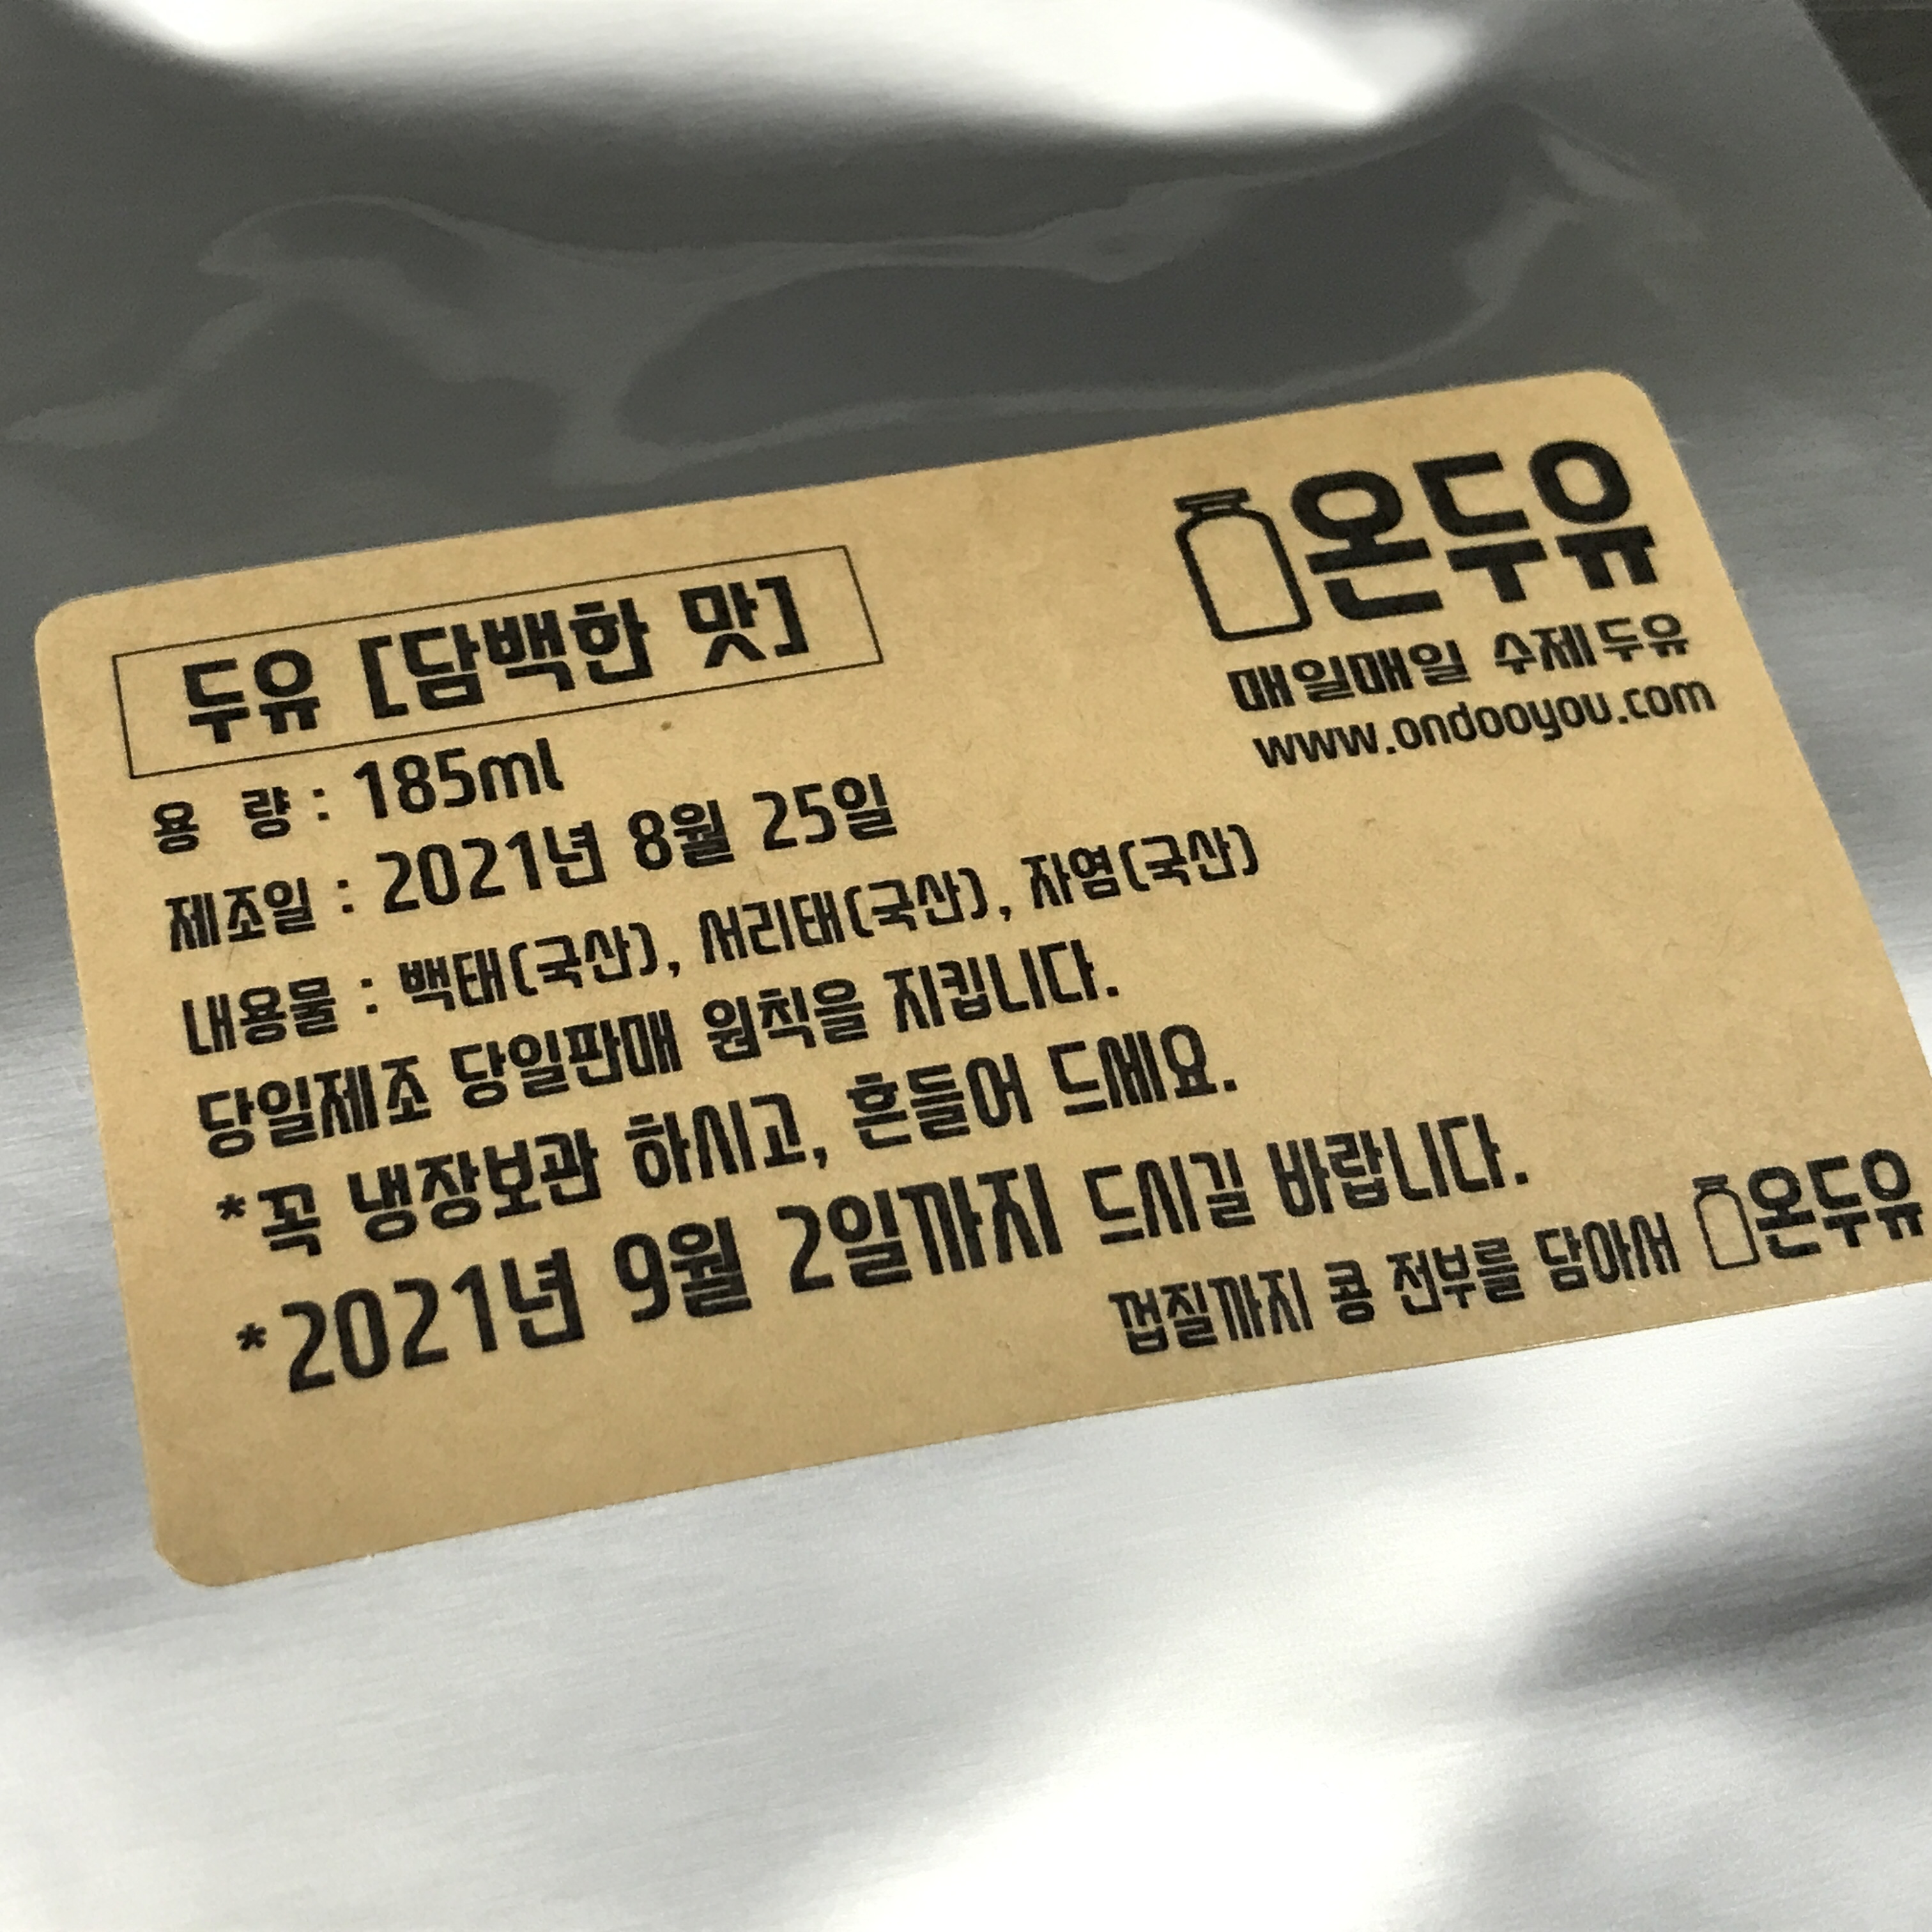 온두유
매일매일 수제두유
www.ondooyou.com
두유 [담백한 맛]
용 량 : 185ml
제조일 : 2021년 8월 25일
내용물 : 백태(국산), 서리태(국산), 자염(국산)
당일제조 당일판매 원칙을 지킵니다.
*꼭 냉장보관 하시고, 흔들어 드세요.
*2021년 9월 2일까지 드시길 바랍니다.
껍질까지 콩 전부를 담아서 온두유